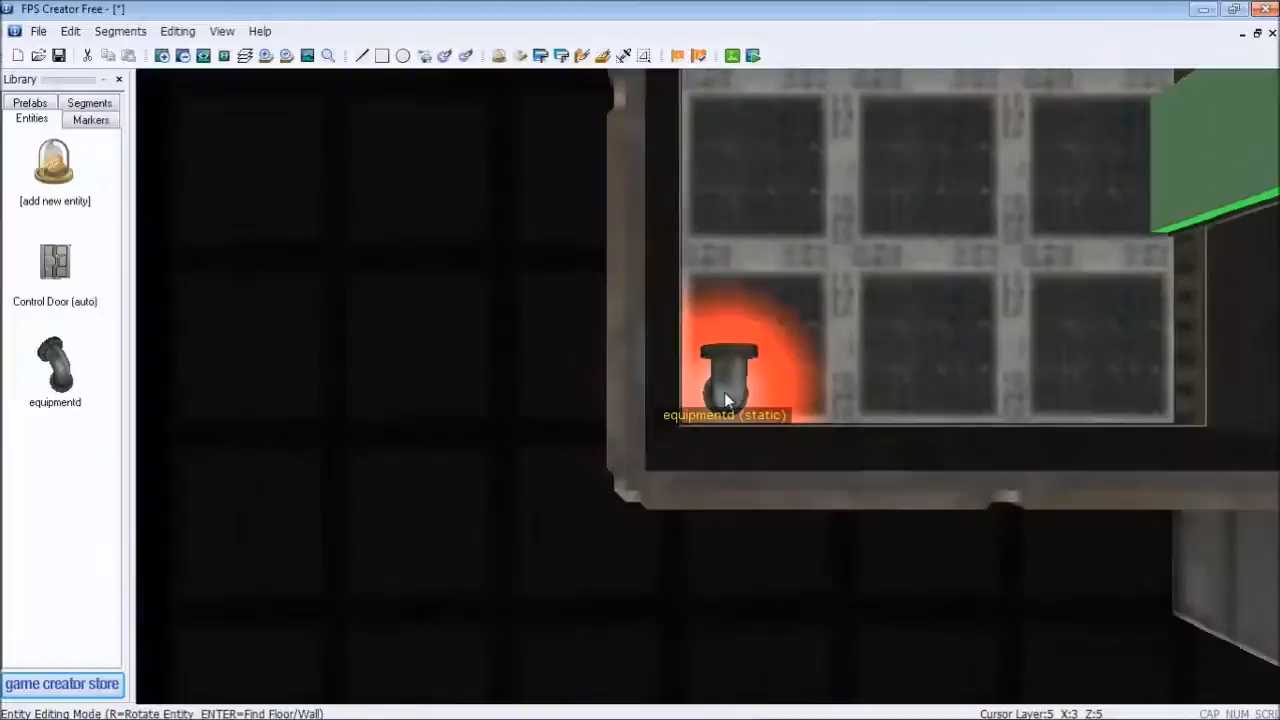 FPS Creator Free - [*]
File Edit Segments Editing View Help
Library
Prefabs Segments
Entities Markers
[add new entity]
Control Door (auto)
equipmentd
equipmentd (static)
game creator store
Entity Editing Mode (R=Rotate Entity ENTER=Find Floor/Wall)
Cursor Layer:5 X:3 Z:5
CAP NUM SCRL